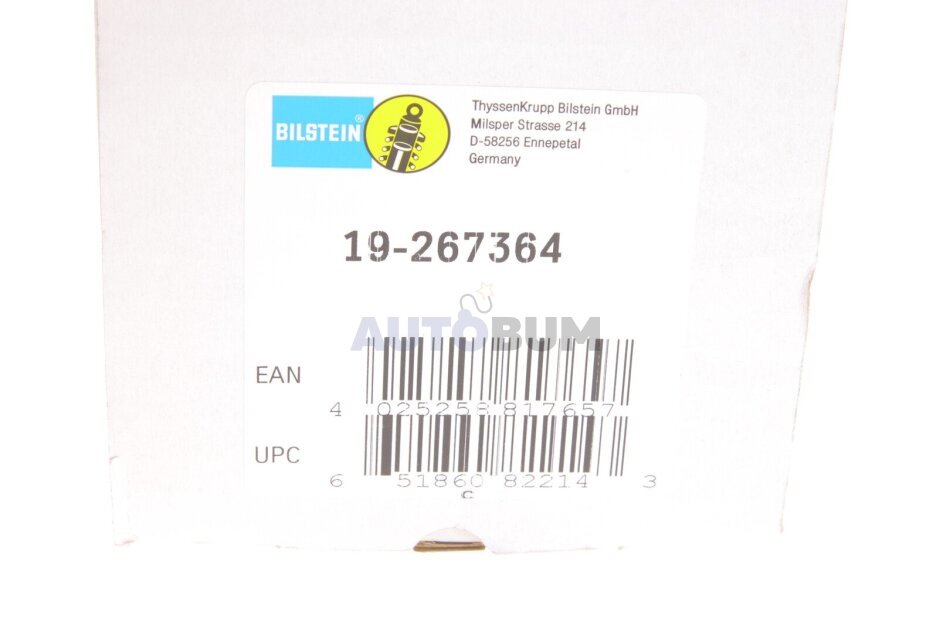 BILSTEIN®
ThyssenKrupp Bilstein GmbH
Milsper Strasse 214
D-58256 Ennepetal
Germany
19-267364
AUTOBUM
EAN
4 025258 817657
UPC
6 51860 82214 3